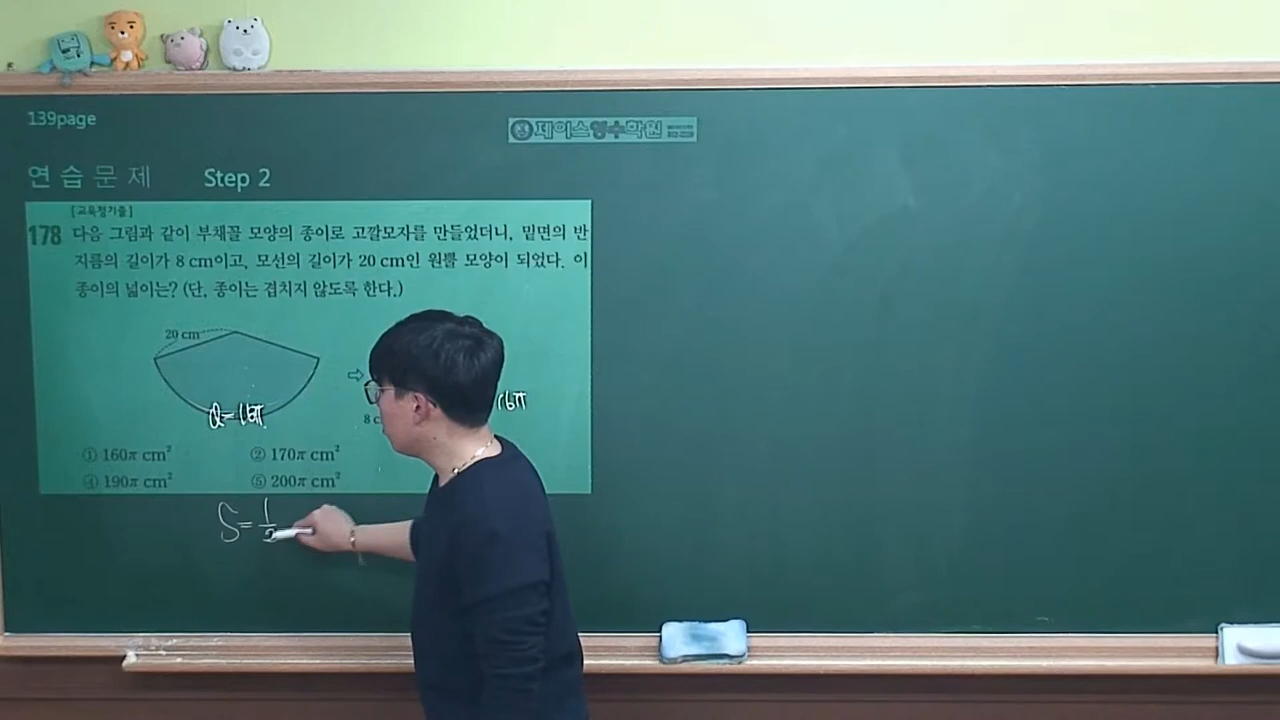 139page
제이스영수학원
연습문제 Step 2
[교육청기출]
178 다음 그림과 같이 부채꼴 모양의 종이로 고깔모자를 만들었더니, 밑면의 반
지름의 길이가 8 cm이고, 모선의 길이가 20 cm인 원뿔 모양이 되었다. 이
종이의 넓이는? (단, 종이는 겹치지 않도록 한다.)
20 cm
⇨
l=16π
16π
8 c
① 160π cm² ② 170π cm²
④ 190π cm² ⑤ 200π cm²
S=1/2